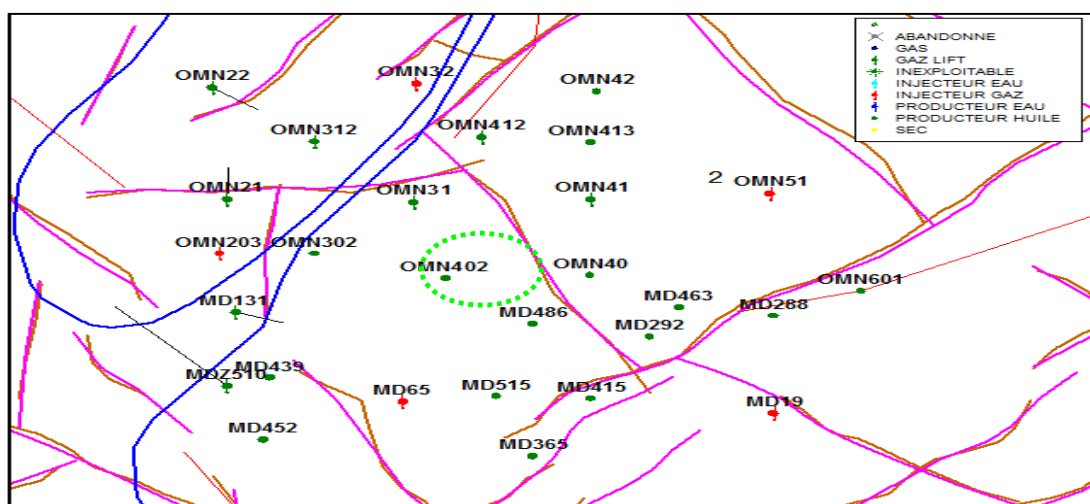 ABANDONNE
GAS
GAZ LIFT
INEXPLOITABLE
INJECTEUR EAU
INJECTEUR GAZ
PRODUCTEUR EAU
PRODUCTEUR HUILE
SEC
OMN22
OMN32
OMN42
OMN312
OMN412
OMN413
OMN21
OMN31
OMN41
2
OMN51
OMN203
OMN302
OMN402
OMN40
OMN601
MD131
MD486
MD463
MD288
MD292
MDZ510
MD439
MD65
MD515
MD415
MD19
MD452
MD365